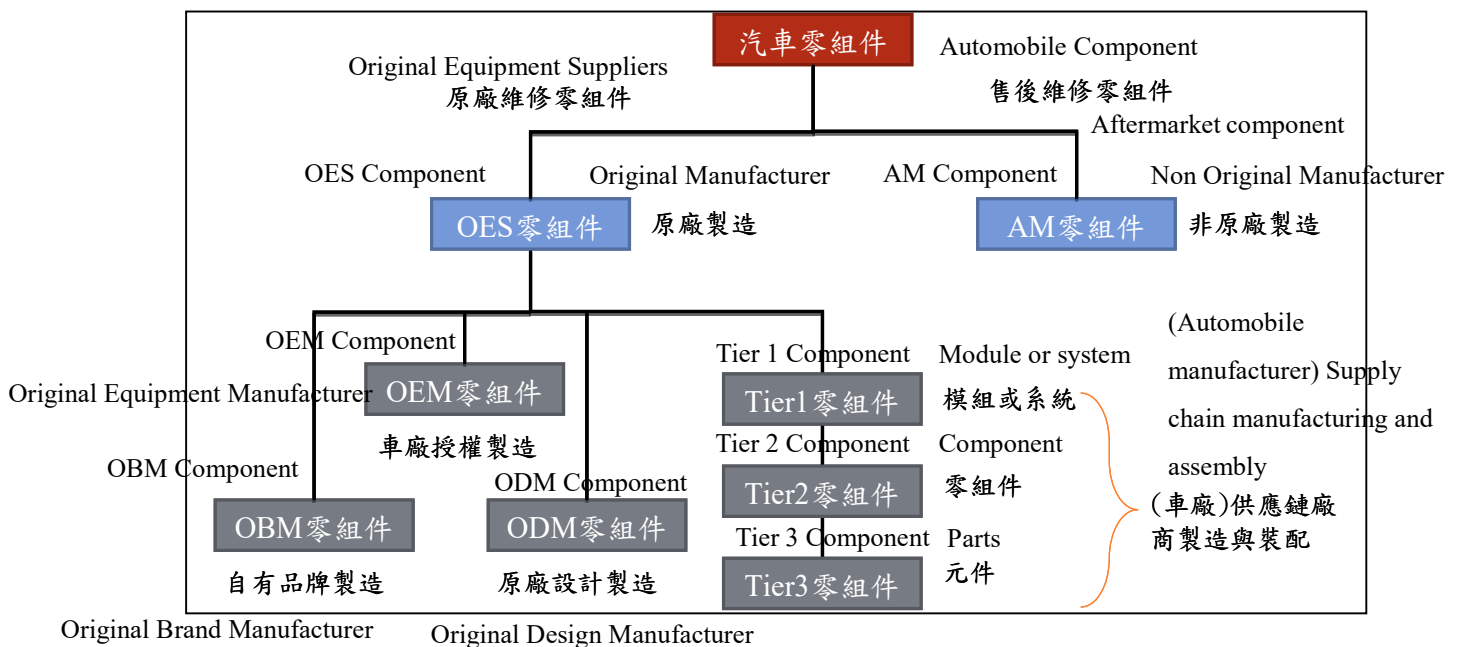 汽車零組件
Automobile Component
Original Equipment Suppliers
原廠維修零組件
售後維修零組件
Aftermarket component
OES Component
Original Manufacturer
AM Component
Non Original Manufacturer
OES零組件
原廠製造
AM零組件
非原廠製造
OEM Component
Original Equipment Manufacturer
OEM零組件
車廠授權製造
OBM Component
OBM零組件
自有品牌製造
Original Brand Manufacturer
ODM Component
ODM零組件
原廠設計製造
Original Design Manufacturer
Tier 1 Component
Module or system
Tier1零組件
模組或系統
Tier 2 Component
Component
Tier2零組件
零組件
Tier 3 Component
Parts
Tier3零組件
元件
(Automobile
manufacturer) Supply
chain manufacturing and
assembly
(車廠)供應鏈廠
商製造與裝配